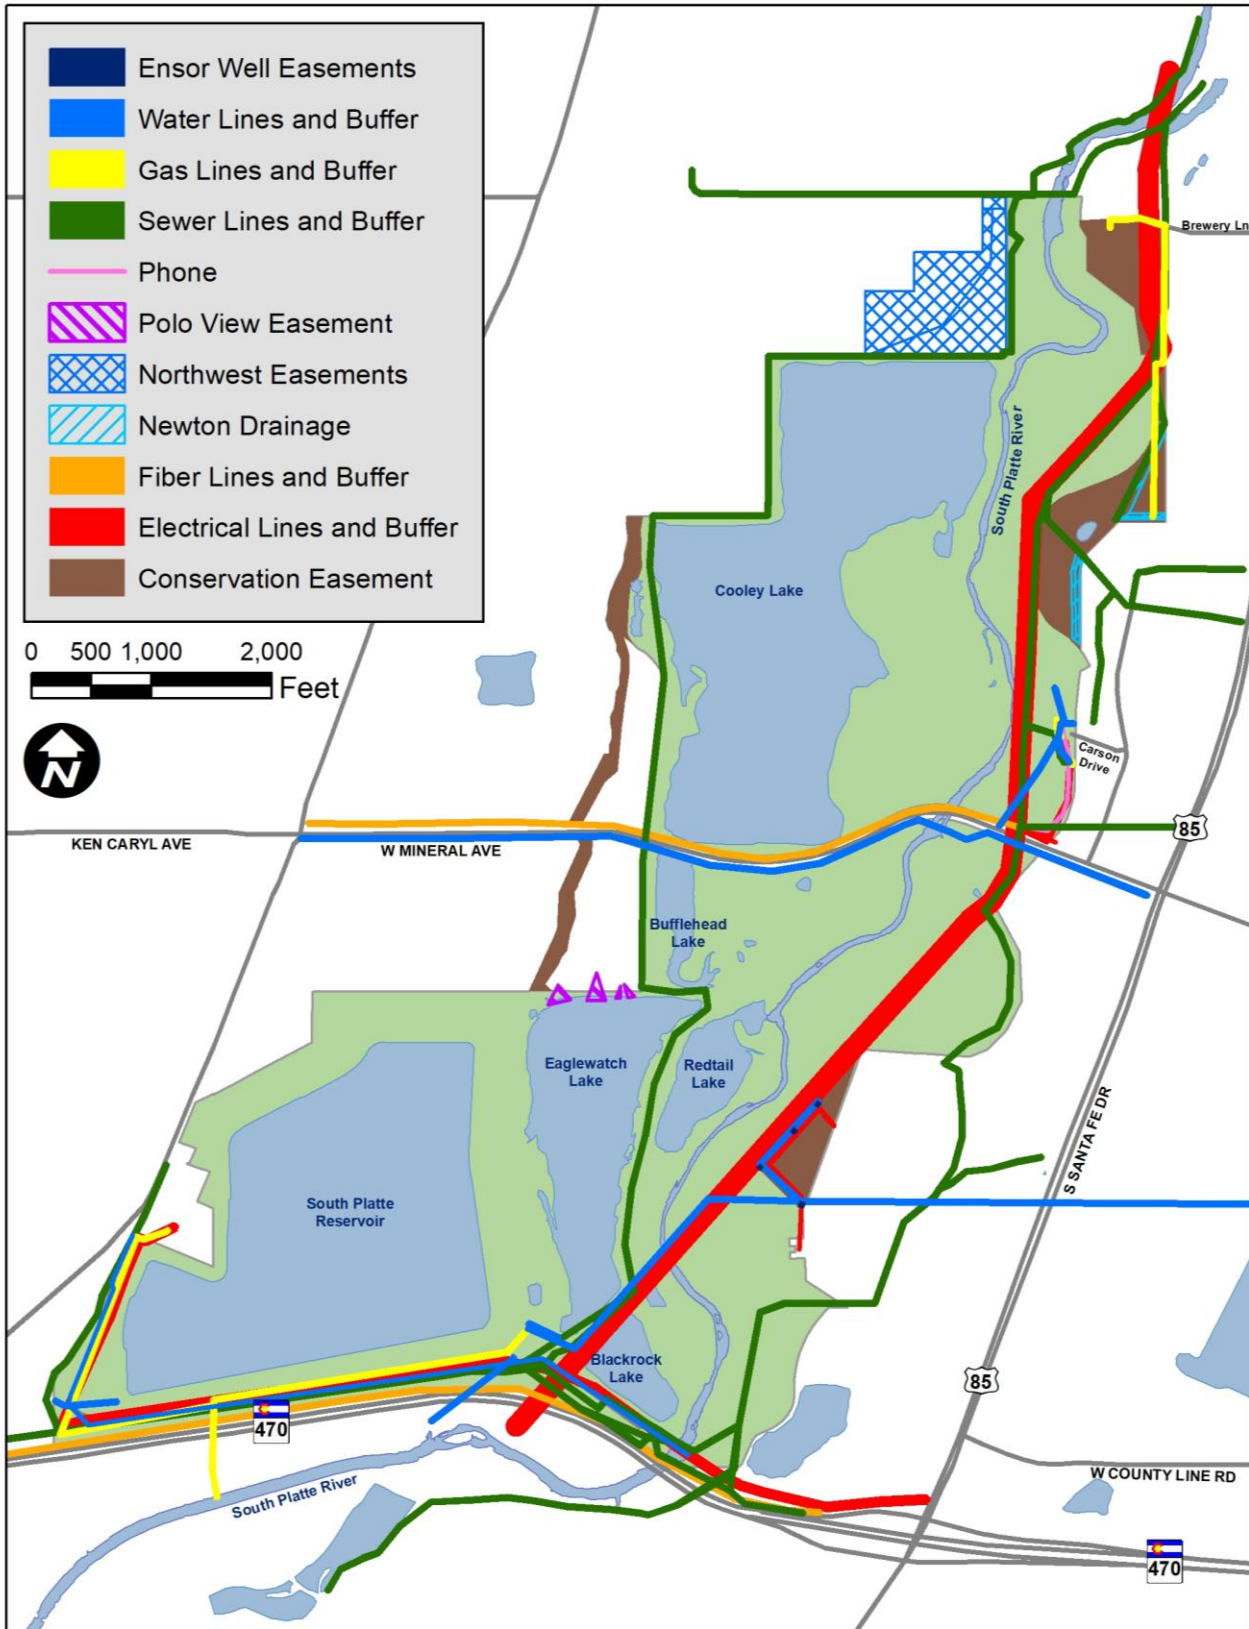 Ensor Well Easements
Water Lines and Buffer
Gas Lines and Buffer
Sewer Lines and Buffer
Phone
Polo View Easement
Northwest Easements
Newton Drainage
Fiber Lines and Buffer
Electrical Lines and Buffer
Conservation Easement
0 500 1,000 2,000
Feet
N
Brewery Ln
South Platte River
Cooley Lake
Carson
Drive
85
KEN CARYL AVE
W MINERAL AVE
Bufflehead
Lake
Eaglewatch
Lake
Redtail
Lake
S SANTA FE DR
South Platte
Reservoir
Blackrock
Lake
85
470
South Platte River
W COUNTY LINE RD
470